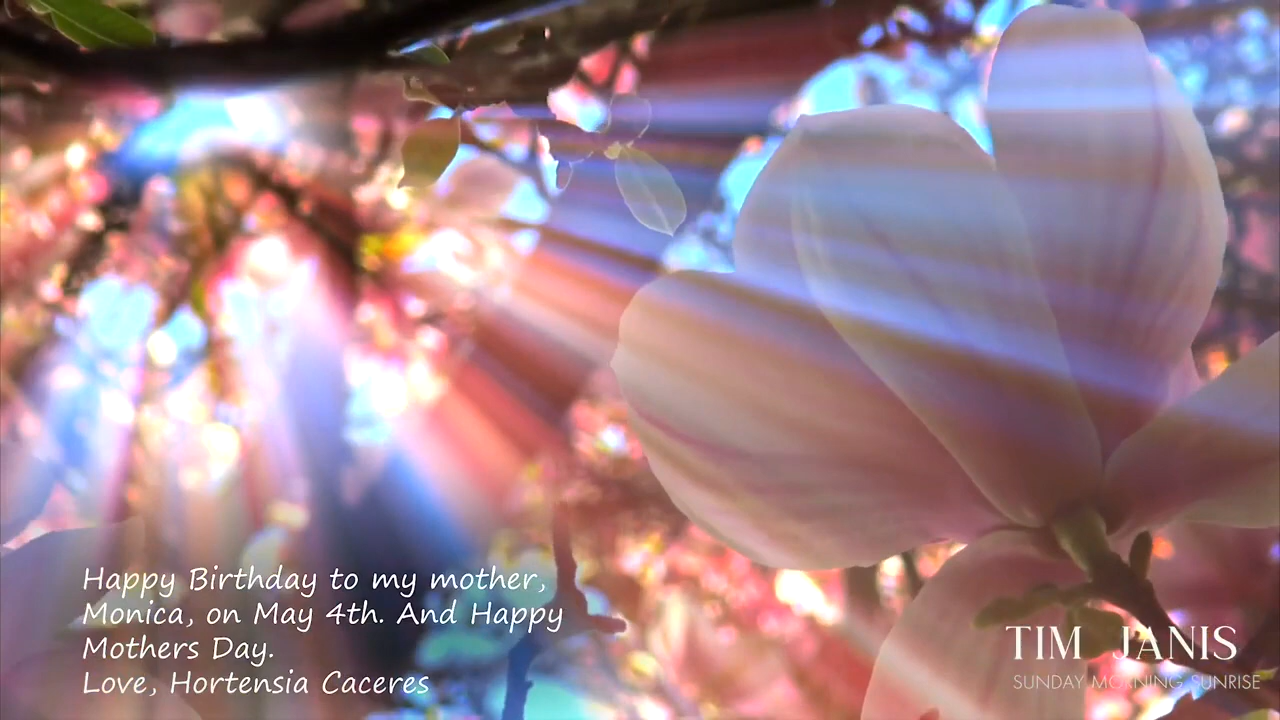 Happy Birthday to my mother,
Monica, on May 4th. And Happy
Mothers Day.
Love, Hortensia Caceres
TIM JANIS
SUNDAY MORNING SUNRISE